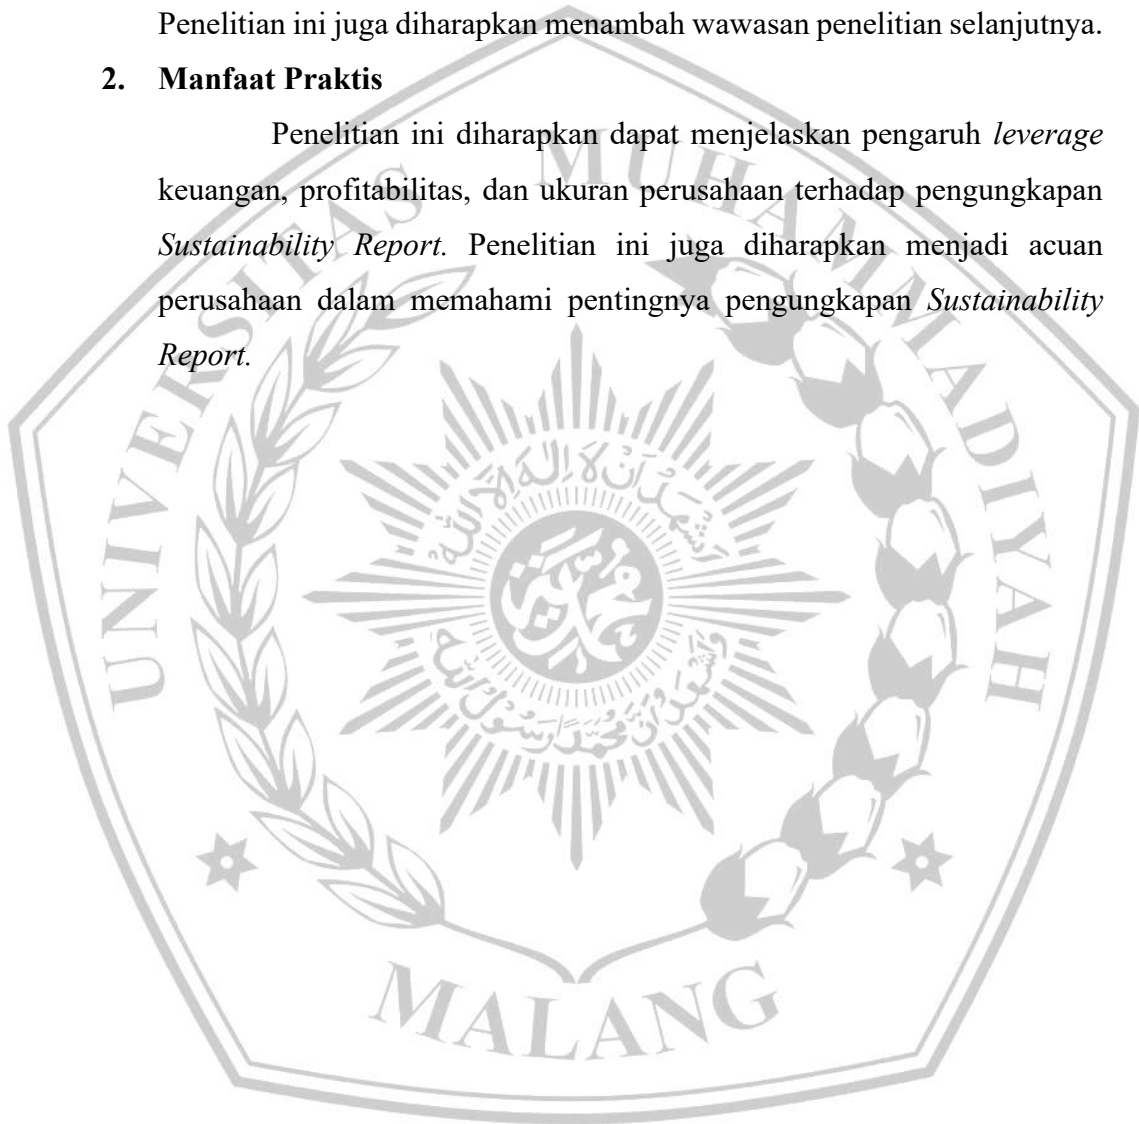 Penelitian ini juga diharapkan menambah wawasan penelitian selanjutnya.
2. Manfaat Praktis
Penelitian ini diharapkan dapat menjelaskan pengaruh leverage
keuangan, profitabilitas, dan ukuran perusahaan terhadap pengungkapan
Sustainability Report. Penelitian ini juga diharapkan menjadi acuan
perusahaan dalam memahami pentingnya pengungkapan Sustainability
Report.
UNIVERSITAS MUHAMMADIYAH
MALANG